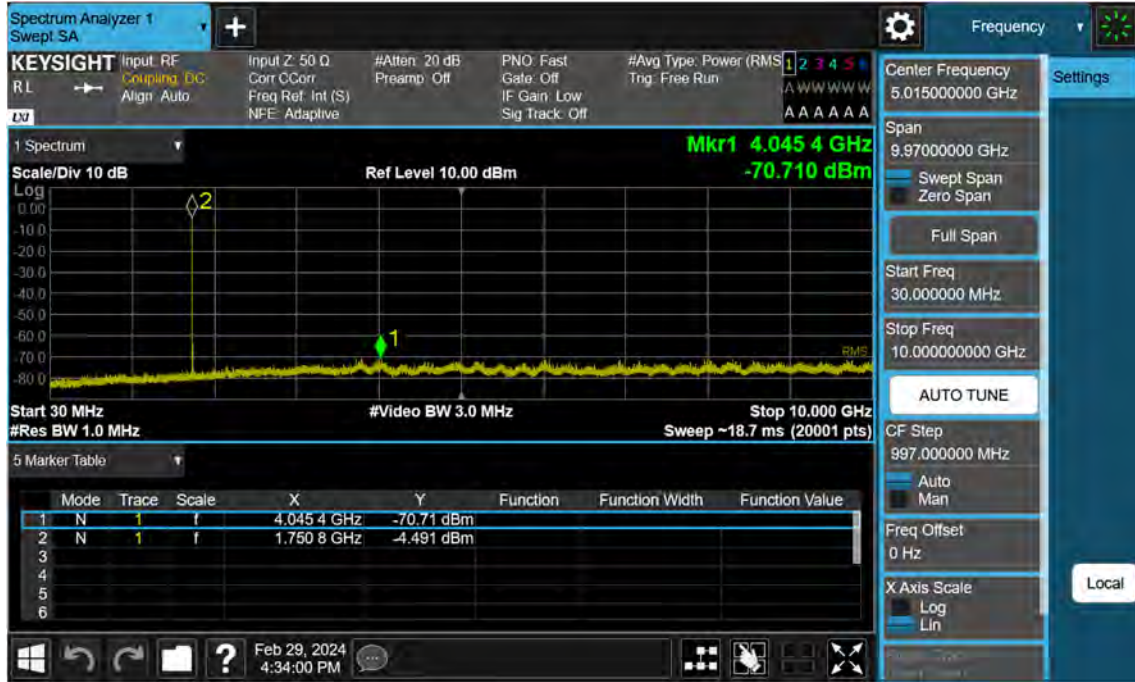 Spectrum Analyzer 1
Swept SA
Frequency
KEYSIGHT
R L
LXI
Input: RF
Coupling: DC
Align: Auto
Input Z: 50 Ω
Corr CCorr
Freq Ref: Int (S)
NFE: Adaptive
#Atten: 20 dB
Preamp: Off
PNO: Fast
Gate: Off
IF Gain: Low
Sig Track: Off
#Avg Type: Power (RMS
Trig: Free Run
1 2 3 4 5 6
A W W W W W
A A A A A A
1 Spectrum
Mkr1 4.045 4 GHz
-70.710 dBm
Scale/Div 10 dB
Ref Level 10.00 dBm
Log
0.00
-10.0
-20.0
-30.0
-40.0
-50.0
-60.0
-70.0
-80.0
2
1
RMS
Start 30 MHz
#Video BW 3.0 MHz
Stop 10.000 GHz
#Res BW 1.0 MHz
Sweep ~18.7 ms (20001 pts)
5 Marker Table
Mode Trace Scale X Y Function Function Width Function Value
1 N 1 f 4.045 4 GHz -70.71 dBm
2 N 1 f 1.750 8 GHz -4.491 dBm
3
4
5
6
Feb 29, 2024
4:34:00 PM
Center Frequency
5.015000000 GHz
Span
9.97000000 GHz
Swept Span
Zero Span
Full Span
Start Freq
30.000000 MHz
Stop Freq
10.000000000 GHz
AUTO TUNE
CF Step
997.000000 MHz
Auto
Man
Freq Offset
0 Hz
X Axis Scale
Log
Lin
Settings
Local